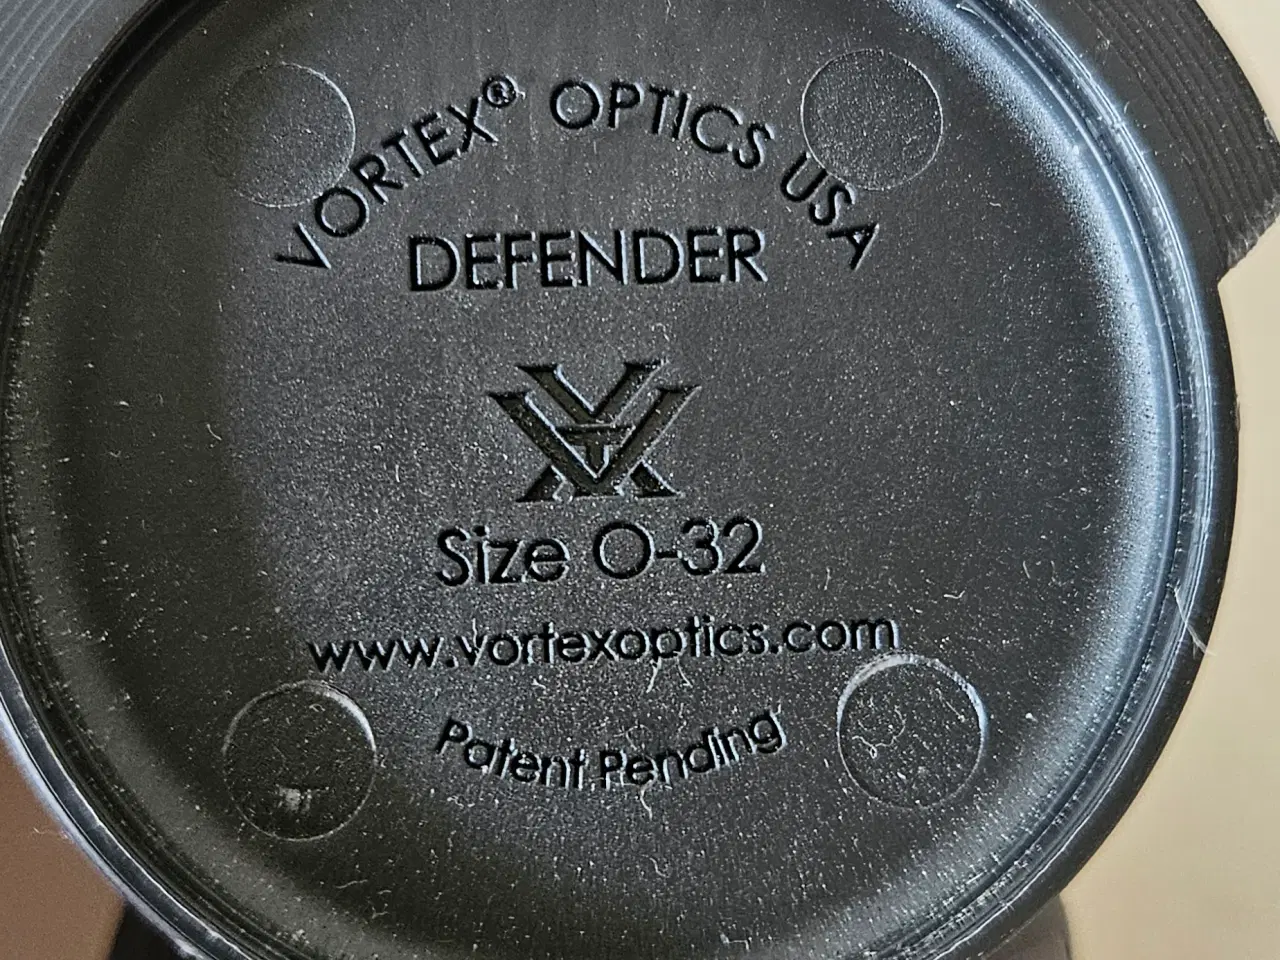 VORTEX® OPTICS USA
DEFENDER
Size O-32
www.vortexoptics.com
Patent Pending